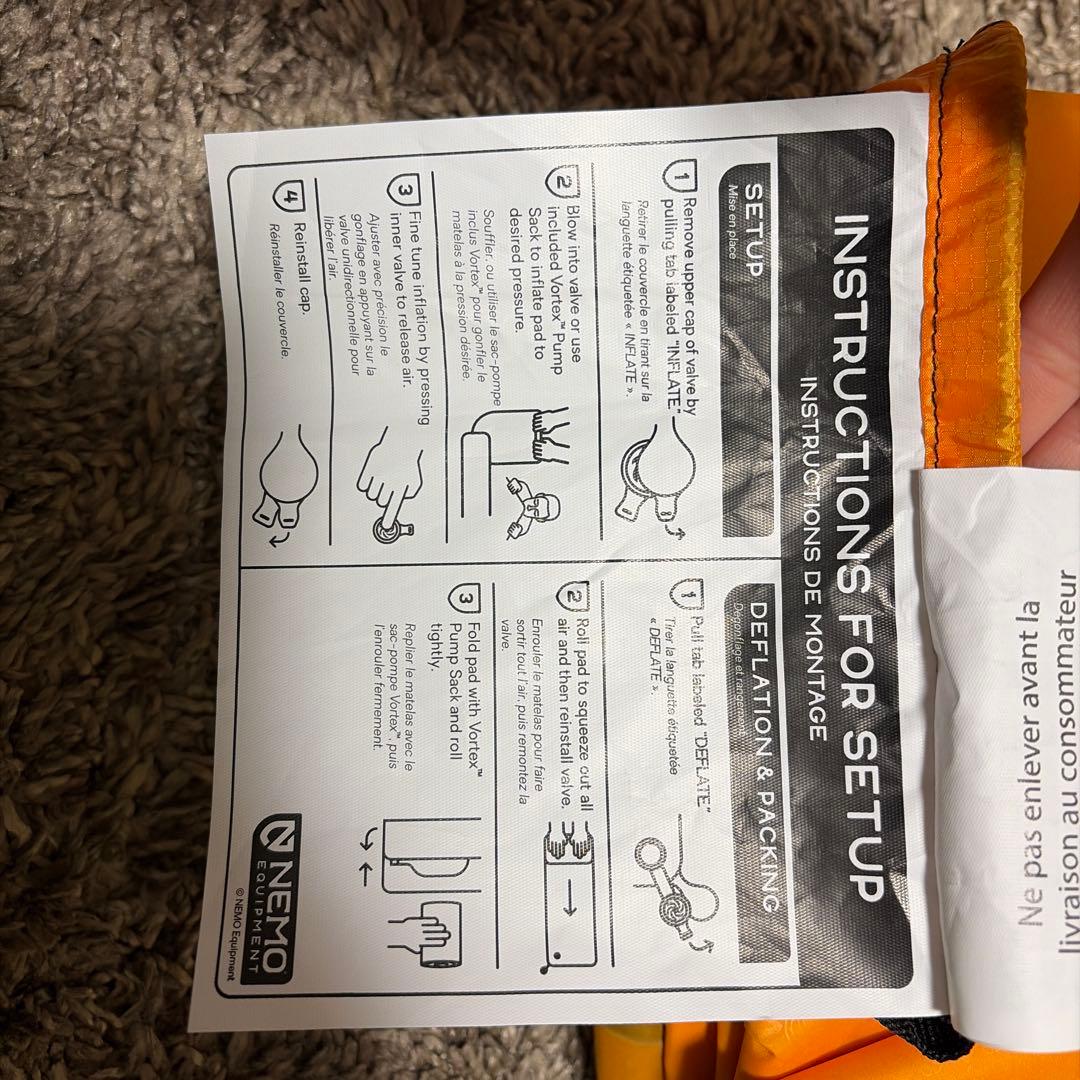 INSTRUCTIONS FOR SETUP
INSTRUCTIONS DE MONTAGE
SETUP
Mise en place
1 Remove upper cap of valve by
pulling tab labeled "INFLATE"
Retirer le couvercle en tirant sur la
languette étiquetée « INFLATE ».
2 Blow into valve or use
included Vortex™ Pump
Sack to inflate pad to
desired pressure.
Souffler, ou utiliser le sac-pompe
inclus Vortex™ pour gonfler le
matelas à la pression désirée.
3 Fine tune inflation by pressing
inner valve to release air.
Ajuster avec précision le
gonflage en appuyant sur la
valve unidirectionnelle pour
libérer l'air.
4 Reinstall cap.
Réinstaller le couvercle.
DEFLATION & PACKING
Dégonflage et rangement
1 Pull tab labeled "DEFLATE"
Tirer la languette étiquetée
« DEFLATE ».
2 Roll pad to squeeze out all
air and then reinstall valve.
Enrouler le matelas pour faire
sortir tout l'air, puis remontez la
valve.
3 Fold pad with Vortex™
Pump Sack and roll
tightly.
Replier le matelas avec le
sac-pompe Vortex™, puis
l'enrouler fermement.
NEMO
EQUIPMENT
© NEMO Equipment
Ne pas enlever avant la
livraison au consommateur